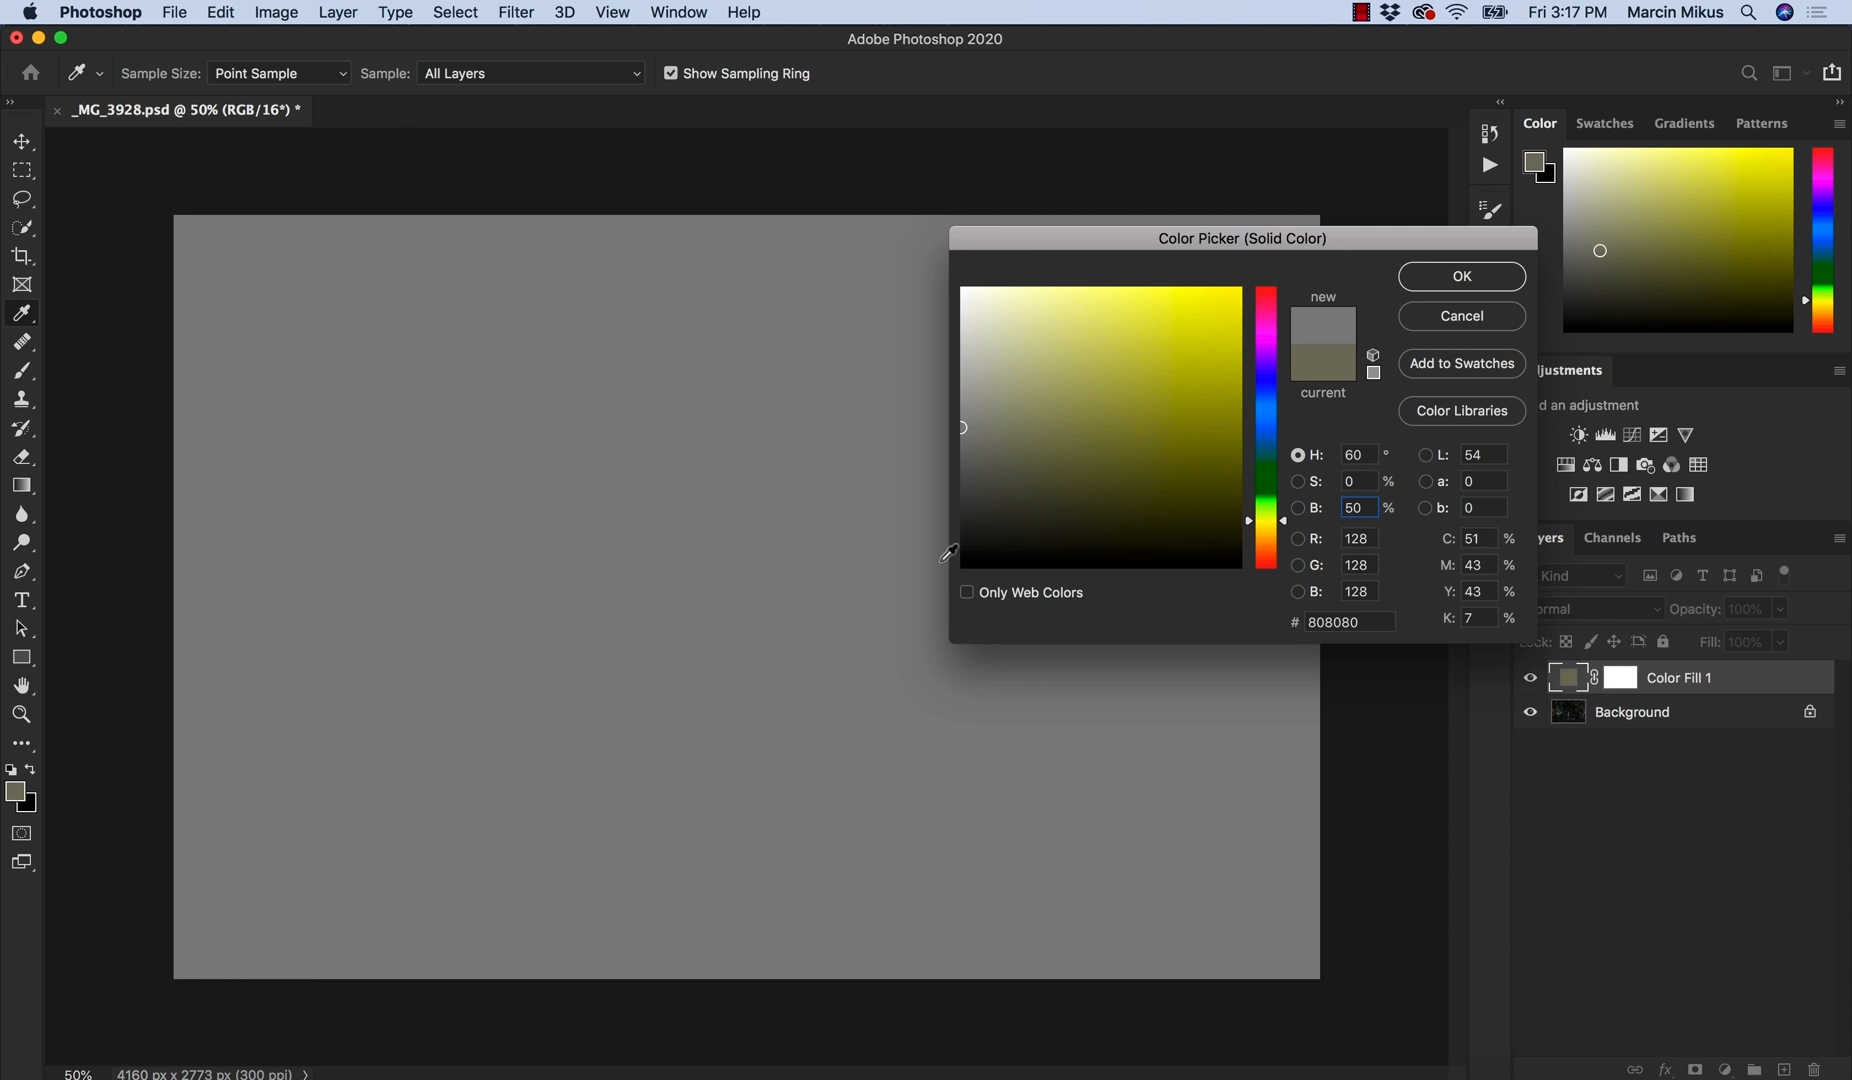 Photoshop File Edit Image Layer Type Select Filter 3D View Window Help Fri 3:17 PM Marcin Mikus
Adobe Photoshop 2020
Sample Size: Point Sample Sample: All Layers Show Sampling Ring
_MG_3928.psd @ 50% (RGB/16*) *
Color Swatches Gradients Patterns
Color Picker (Solid Color)
new
current
OK
Cancel
Add to Swatches
Color Libraries
H: 60 ° L: 54
S: 0 % a: 0
B: 50 % b: 0
R: 128 C: 51 %
G: 128 M: 43 %
B: 128 Y: 43 %
# 808080 K: 7 %
Only Web Colors
djustments
d an adjustment
yers Channels Paths
Kind
ormal Opacity: 100%
Lock: Fill: 100%
Color Fill 1
Background
T
fx
50% 4160 px x 2773 px (300 ppi)